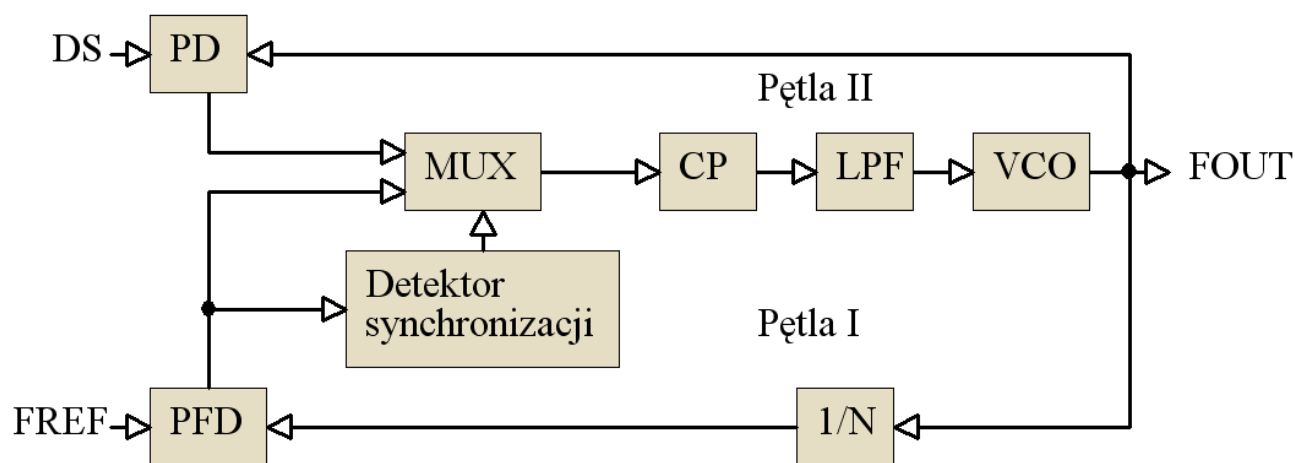 DS
PD
Pętla II
MUX
CP
LPF
VCO
FOUT
Detektor
synchronizacji
Pętla I
FREF
PFD
1/N